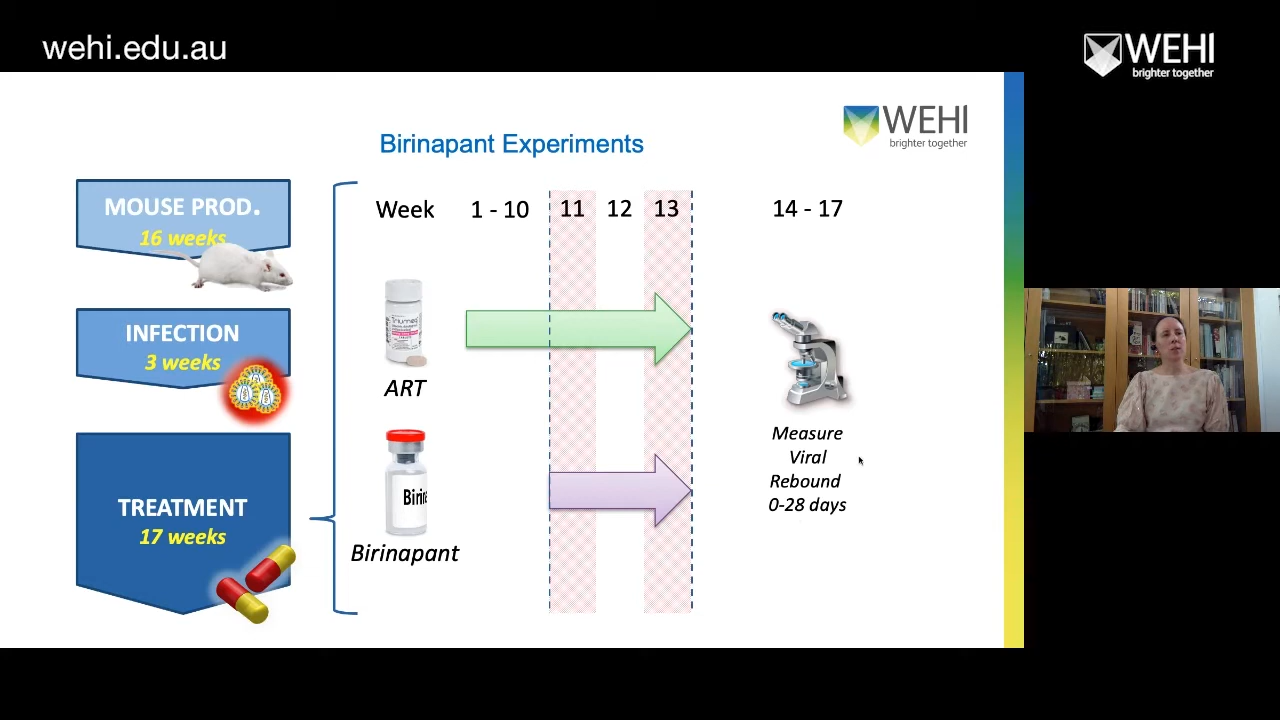 wehi.edu.au
WEHI
brighter together
WEHI
brighter together
Birinapant Experiments
MOUSE PROD.
16 weeks
INFECTION
3 weeks
TREATMENT
17 weeks
Week
1 - 10
11
12
13
14 - 17
ART
Birinapant
Measure
Viral
Rebound
0-28 days